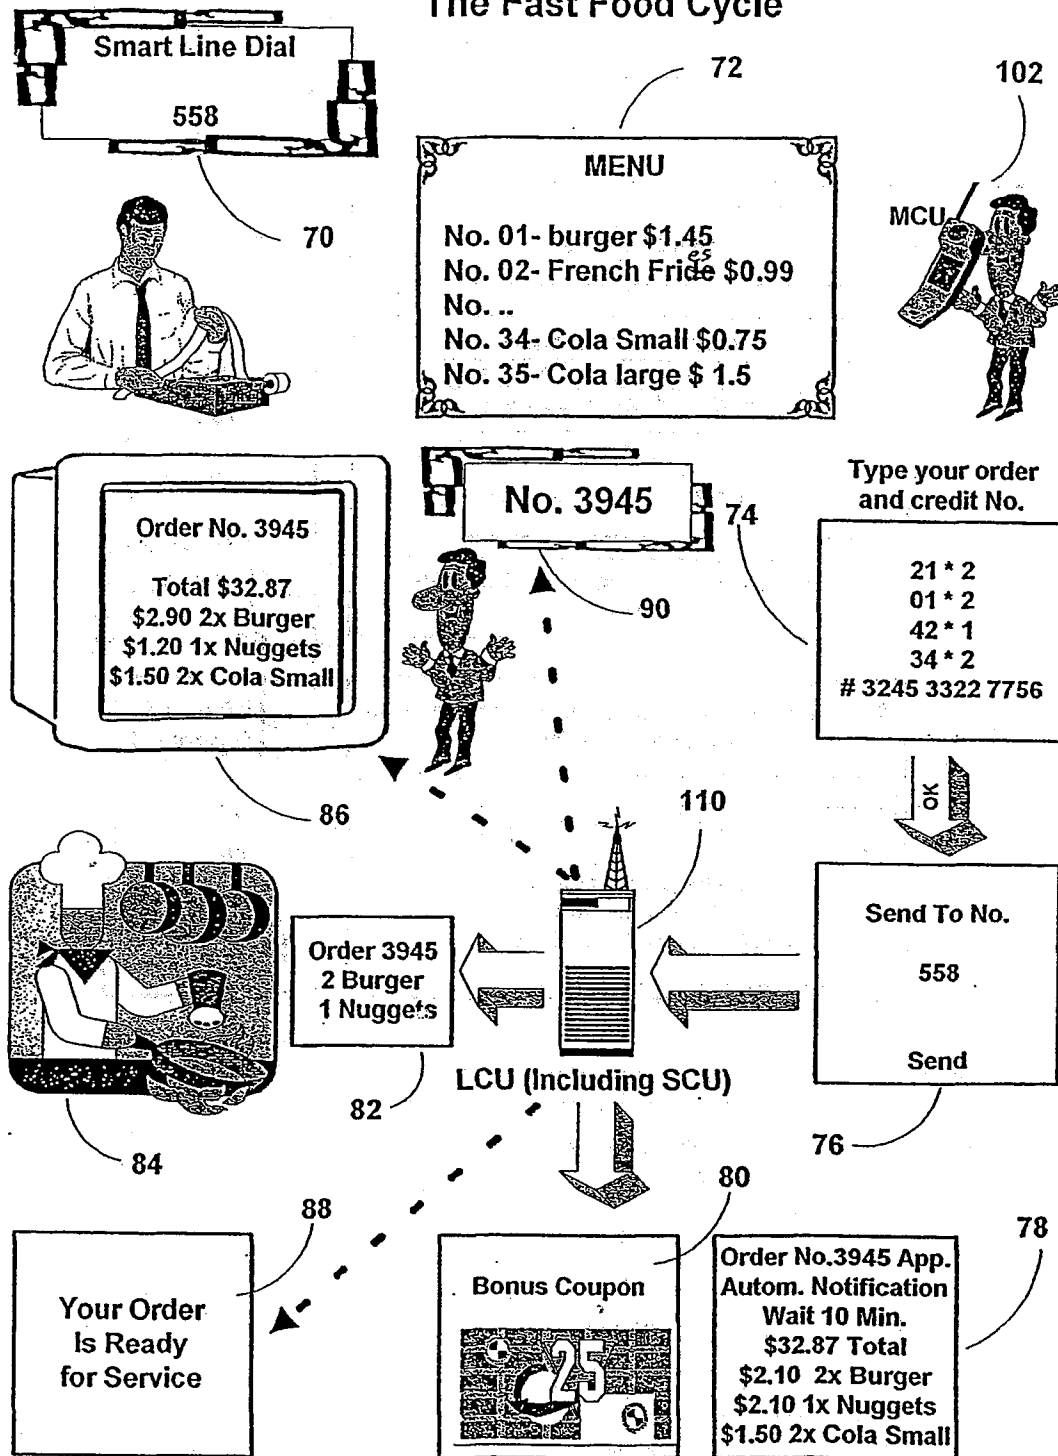 The Fast Food Cycle
Smart Line Dial
558
70
72
MENU
No. 01- burger $1.45
es
No. 02- French Fride $0.99
No. ..
No. 34- Cola Small $0.75
No. 35- Cola large $ 1.5
102
MCU
Order No. 3945
Total $32.87
$2.90 2x Burger
$1.20 1x Nuggets
$1.50 2x Cola Small
86
No. 3945
90
74
Type your order
and credit No.
21 * 2
01 * 2
42 * 1
34 * 2
# 3245 3322 7756
OK
110
Send To No.
558
Send
76
Order 3945
2 Burger
1 Nuggets
82
84
LCU (Including SCU)
88
Your Order
Is Ready
for Service
80
Bonus Coupon
25
78
Order No.3945 App.
Autom. Notification
Wait 10 Min.
$32.87 Total
$2.10 2x Burger
$2.10 1x Nuggets
$1.50 2x Cola Small